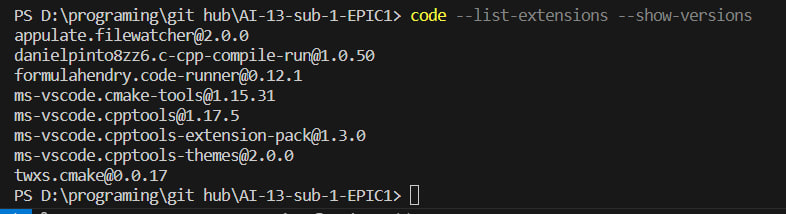 PS D:\programing\git hub\AI-13-sub-1-EPIC1> code --list-extensions --show-versions
appulate.filewatcher@2.0.0
danielpinto8zz6.c-cpp-compile-run@1.0.50
formulahendry.code-runner@0.12.1
ms-vscode.cmake-tools@1.15.31
ms-vscode.cpptools@1.17.5
ms-vscode.cpptools-extension-pack@1.3.0
ms-vscode.cpptools-themes@2.0.0
twxs.cmake@0.0.17
PS D:\programing\git hub\AI-13-sub-1-EPIC1>